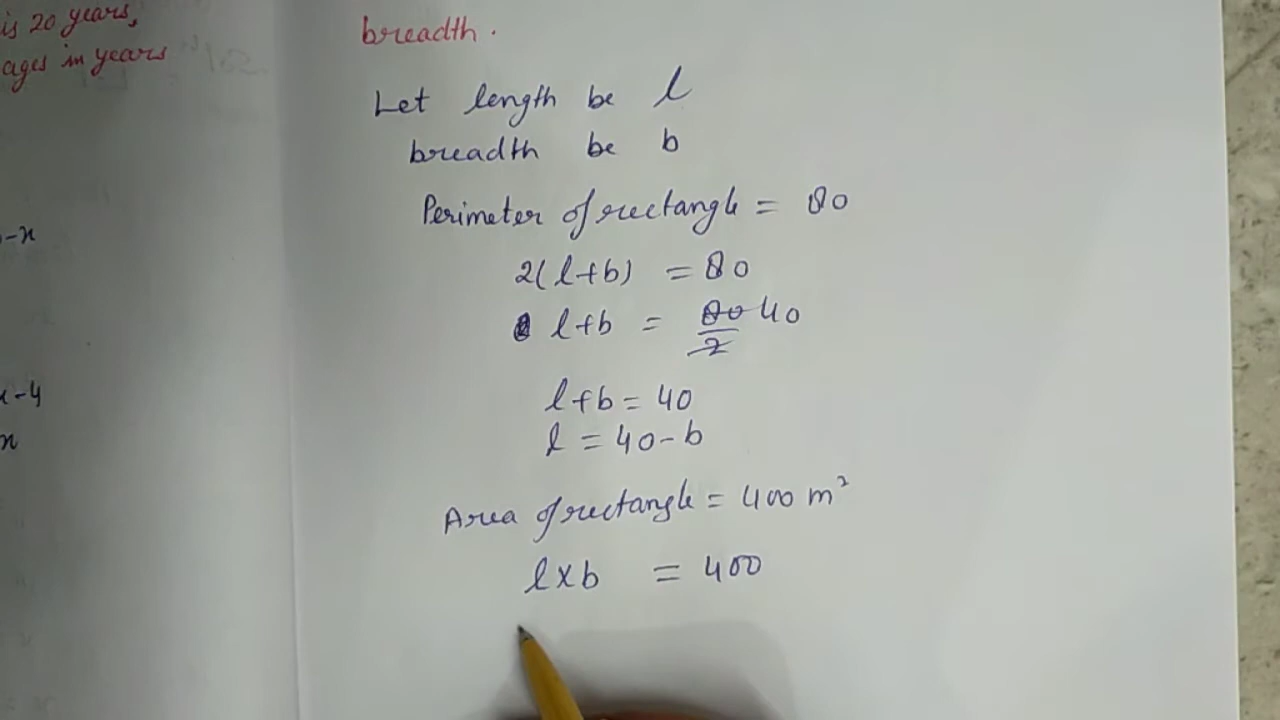 is 20 years,
ages in years
-x
x-4
x
breadth.
Let length be l
breadth be b
Perimeter of rectangle = 80
2(l+b) = 80
l+b = 80/2 40
l+b = 40
l = 40-b
Area of rectangle = 400 m²
l×b = 400